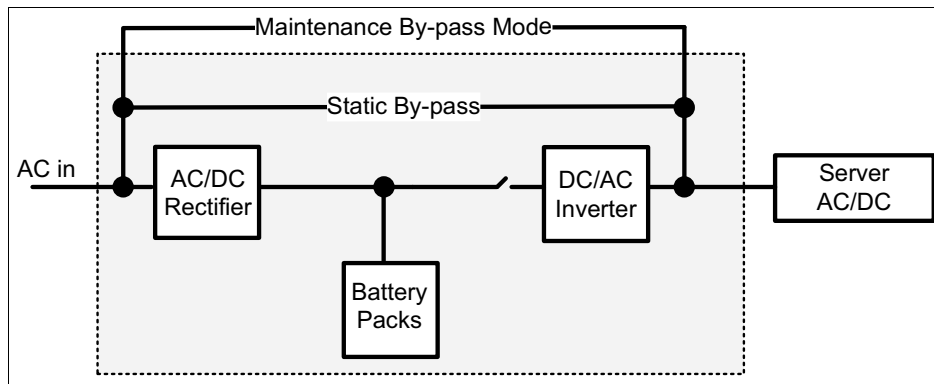 Maintenance By-pass Mode
Static By-pass
AC in
AC/DC
Rectifier
DC/AC
Inverter
Server
AC/DC
Battery
Packs